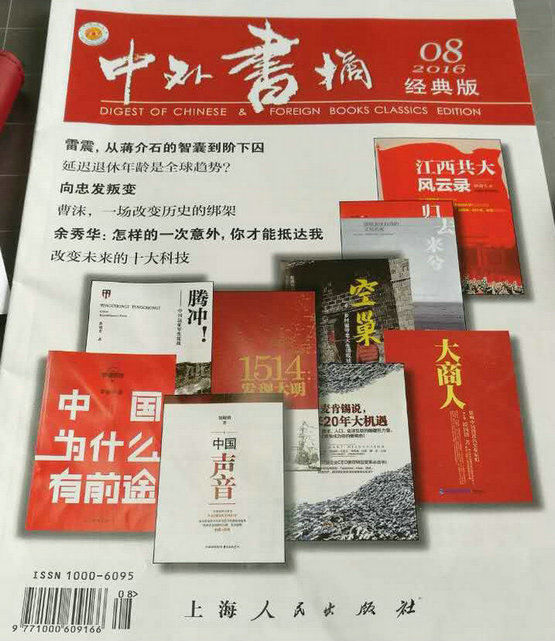 中外書摘
08
2016
经典版
DIGEST OF CHINESE & FOREIGN BOOKS CLASSICS EDITION
雷震，从蒋介石的智囊到阶下囚
延迟退休年龄是全球趋势？
向忠发叛变
曹沫，一场改变历史的绑架
余秀华：怎样的一次意外，你才能抵达我
改变未来的十大科技
江西共大
风云录
归去来兮
空巢
腾冲！
1514:
发现大明
大商人
中国
为什么
有前途
中国
声音
麦肯锡说，
20年大机遇
ISSN 1000-6095
08>
9771000609166
上海人民出版社